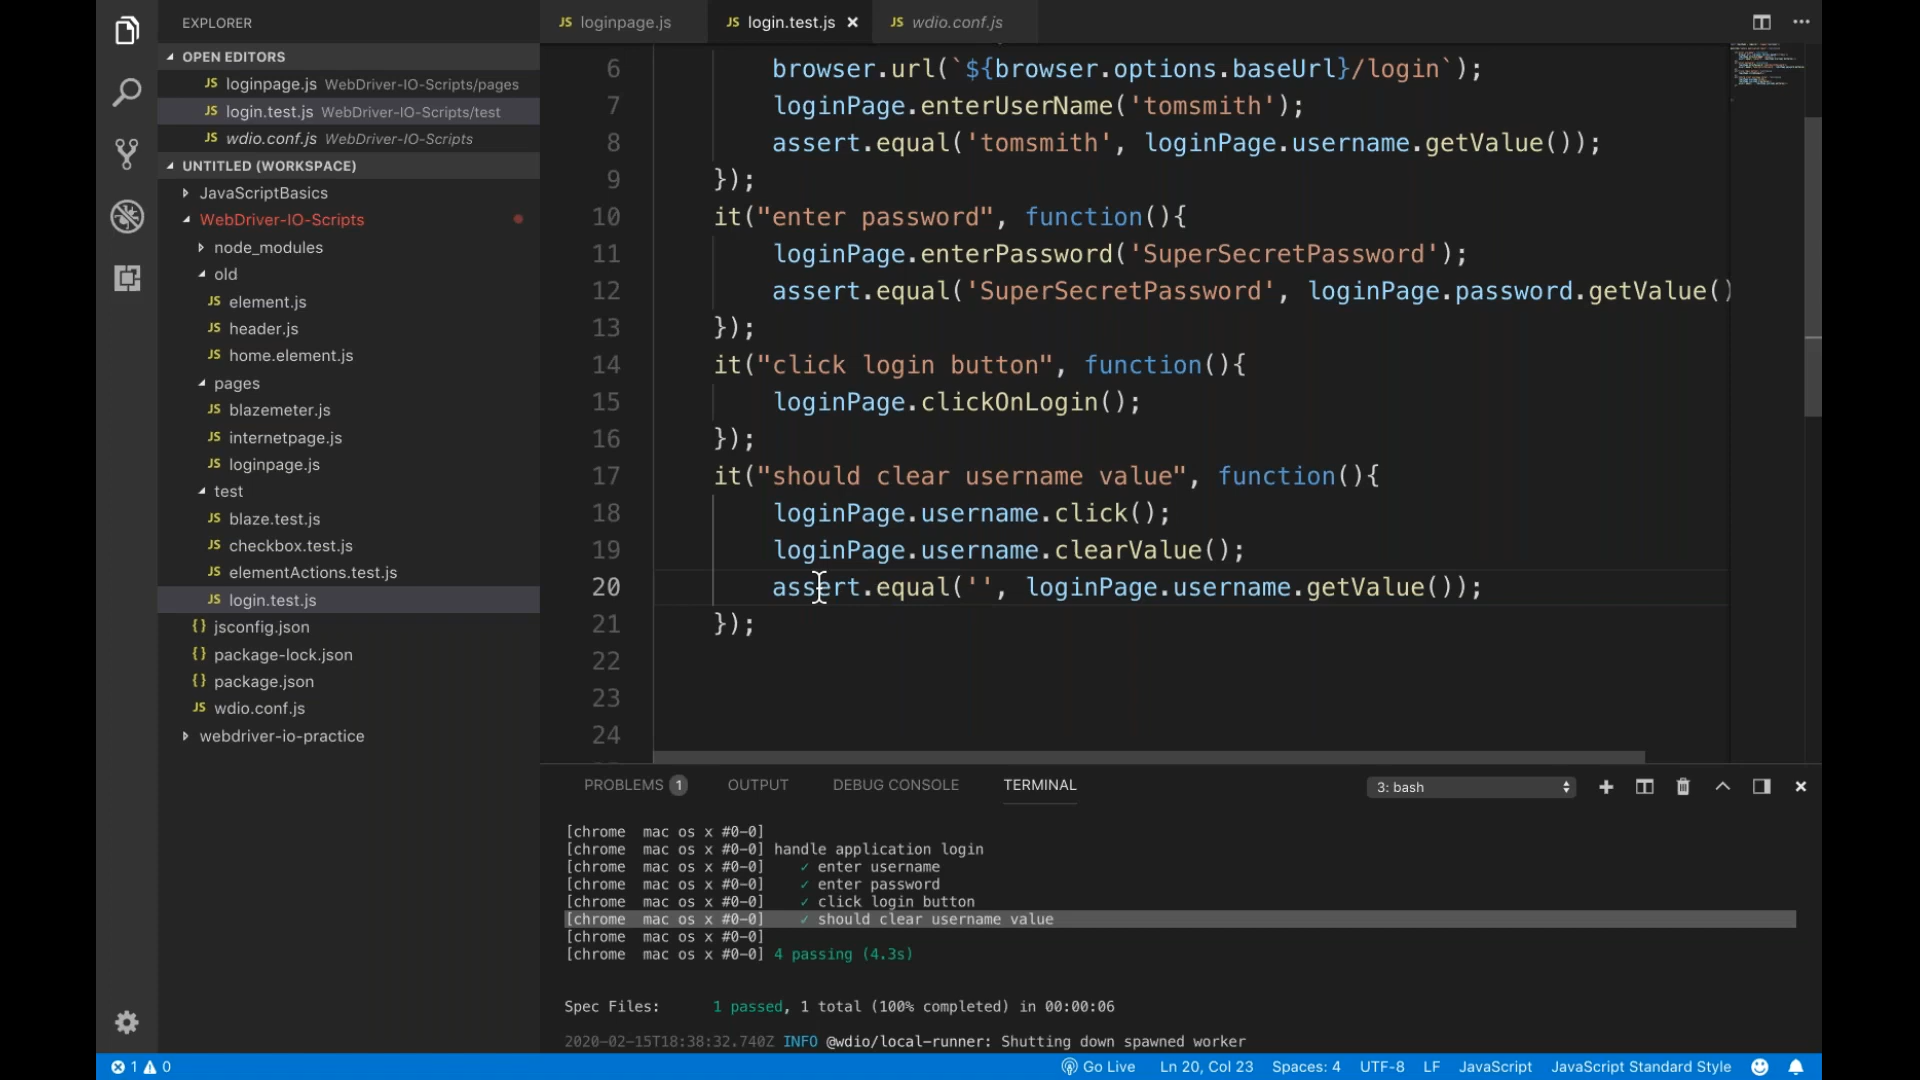 EXPLORER
OPEN EDITORS
JS loginpage.js WebDriver-IO-Scripts/pages
JS login.test.js WebDriver-IO-Scripts/test
JS wdio.conf.js WebDriver-IO-Scripts
UNTITLED (WORKSPACE)
JavaScriptBasics
WebDriver-IO-Scripts
node_modules
old
JS element.js
JS header.js
JS home.element.js
pages
JS blazemeter.js
JS internetpage.js
JS loginpage.js
test
JS blaze.test.js
JS checkbox.test.js
JS elementActions.test.js
JS login.test.js
{} jsconfig.json
{} package-lock.json
{} package.json
JS wdio.conf.js
webdriver-io-practice
JS loginpage.js JS login.test.js JS wdio.conf.js
6 browser.url(`${browser.options.baseUrl}/login`);
7 loginPage.enterUserName('tomsmith');
8 assert.equal('tomsmith', loginPage.username.getValue());
9 });
10 it("enter password", function(){
11 loginPage.enterPassword('SuperSecretPassword');
12 assert.equal('SuperSecretPassword', loginPage.password.getValue()
13 });
14 it("click login button", function(){
15 loginPage.clickOnLogin();
16 });
17 it("should clear username value", function(){
18 loginPage.username.click();
19 loginPage.username.clearValue();
20 assert.equal('', loginPage.username.getValue());
21 });
22
23
24
PROBLEMS 1 OUTPUT DEBUG CONSOLE TERMINAL 3: bash
[chrome mac os x #0-0]
[chrome mac os x #0-0] handle application login
[chrome mac os x #0-0] ✓ enter username
[chrome mac os x #0-0] ✓ enter password
[chrome mac os x #0-0] ✓ click login button
[chrome mac os x #0-0] ✓ should clear username value
[chrome mac os x #0-0]
[chrome mac os x #0-0] 4 passing (4.3s)
Spec Files: 1 passed, 1 total (100% completed) in 00:00:06
2020-02-15T18:38:32.740Z INFO @wdio/local-runner: Shutting down spawned worker
1 0 Go Live Ln 20, Col 23 Spaces: 4 UTF-8 LF JavaScript JavaScript Standard Style